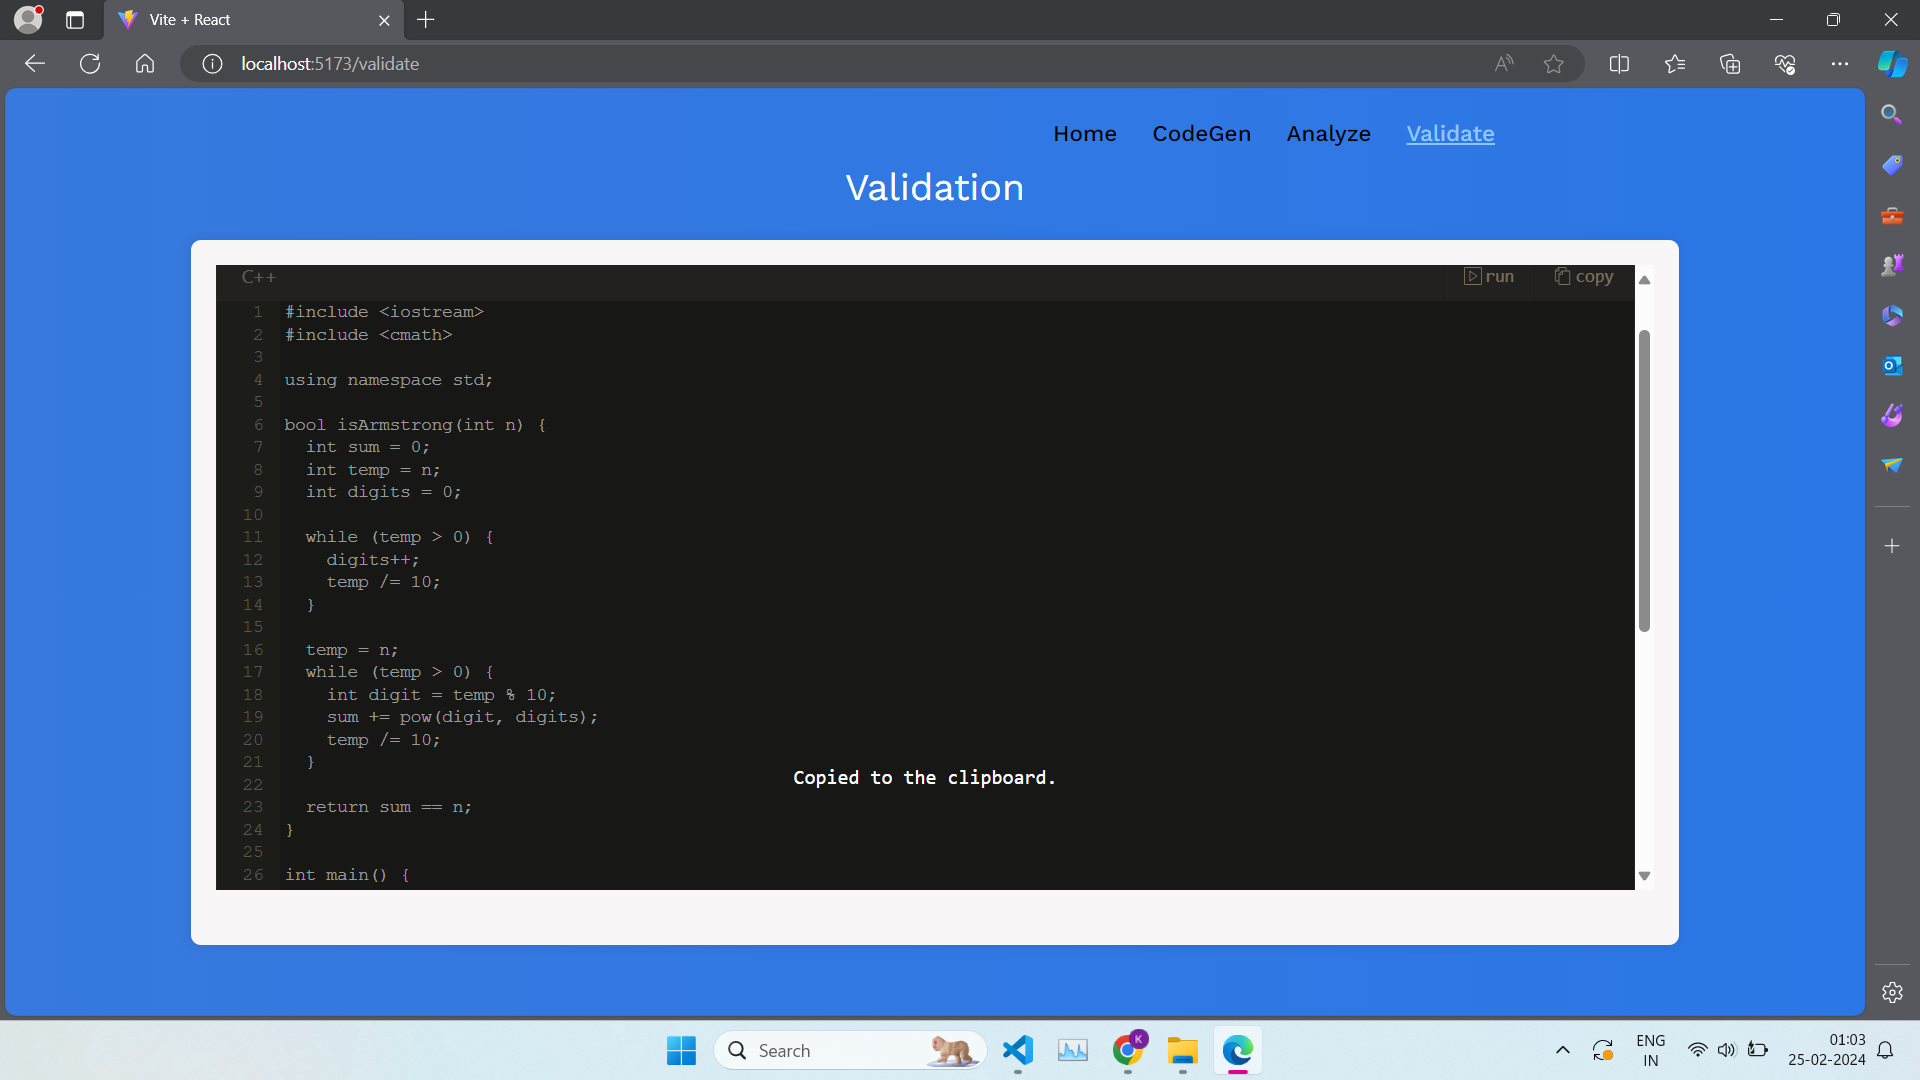 Vite + React
localhost:5173/validate
Home CodeGen Analyze Validate
Validation
C++ run copy
1 #include <iostream>
2 #include <cmath>
3
4 using namespace std;
5
6 bool isArmstrong(int n) {
7 int sum = 0;
8 int temp = n;
9 int digits = 0;
10
11 while (temp > 0) {
12 digits++;
13 temp /= 10;
14 }
15
16 temp = n;
17 while (temp > 0) {
18 int digit = temp % 10;
19 sum += pow(digit, digits);
20 temp /= 10;
21 }
Copied to the clipboard.
22
23 return sum == n;
24 }
25
26 int main() {
Search
K
ENG
IN
01:03
25-02-2024